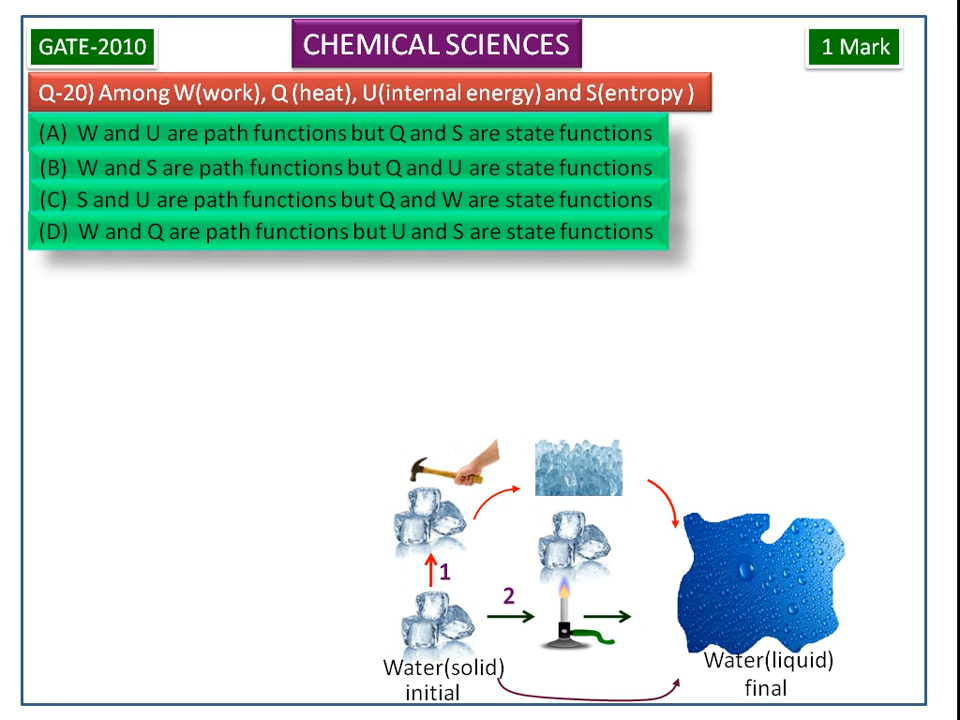 GATE-2010
CHEMICAL SCIENCES
1 Mark
Q-20) Among W(work), Q (heat), U(internal energy) and S(entropy )
(A) W and U are path functions but Q and S are state functions
(B) W and S are path functions but Q and U are state functions
(C) S and U are path functions but Q and W are state functions
(D) W and Q are path functions but U and S are state functions
1
2
Water(solid)
initial
Water(liquid)
final